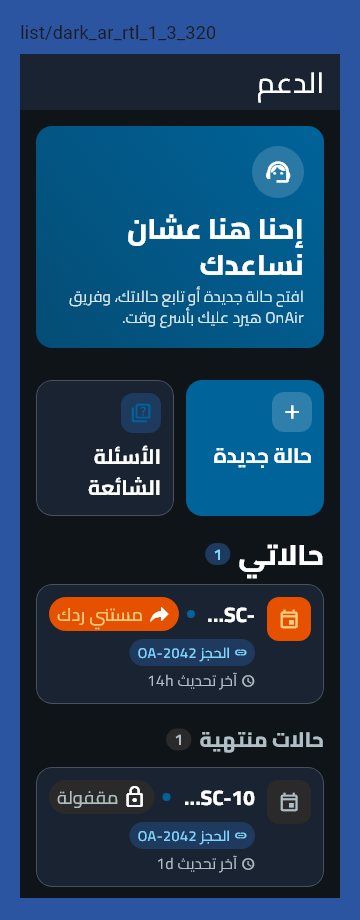 list/dark_ar_rtl_1_3_320
الدعم
إحنا هنا عشان
نساعدك
افتح حالة جديدة أو تابع حالاتك، وفريق
OnAir هيرد عليك بأسرع وقت.
حالة جديدة
الأسئلة
الشائعة
حالاتي 1
SC-...
مستني ردك
الحجز OA-2042
آخر تحديث 14h
حالات منتهية 1
SC-10...
مقفولة
الحجز OA-2042
آخر تحديث 1d